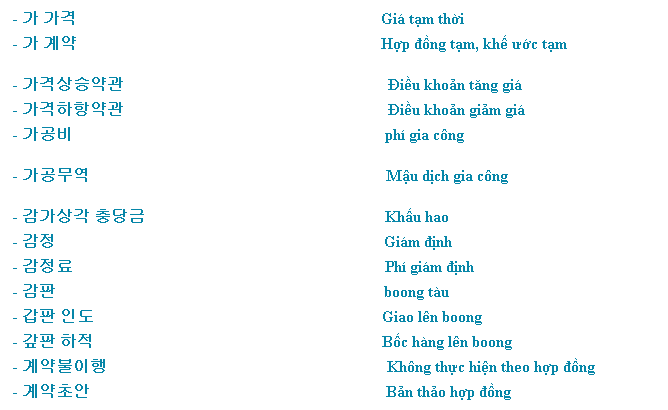 - 가 가격 Giá tạm thời
- 가 계약 Hợp đồng tạm, khế ước tạm
- 가격상승약관 Điều khoản tăng giá
- 가격하항약관 Điều khoản giảm giá
- 가공비 phí gia công
- 가공무역 Mậu dịch gia công
- 감가상각 충당금 Khấu hao
- 감정 Giám định
- 감정료 Phí giám định
- 감판 boong tàu
- 갑판 인도 Giao lên boong
- 갚판 하적 Bốc hàng lên boong
- 계약불이행 Không thực hiện theo hợp đồng
- 계약초안 Bản thảo hợp đồng